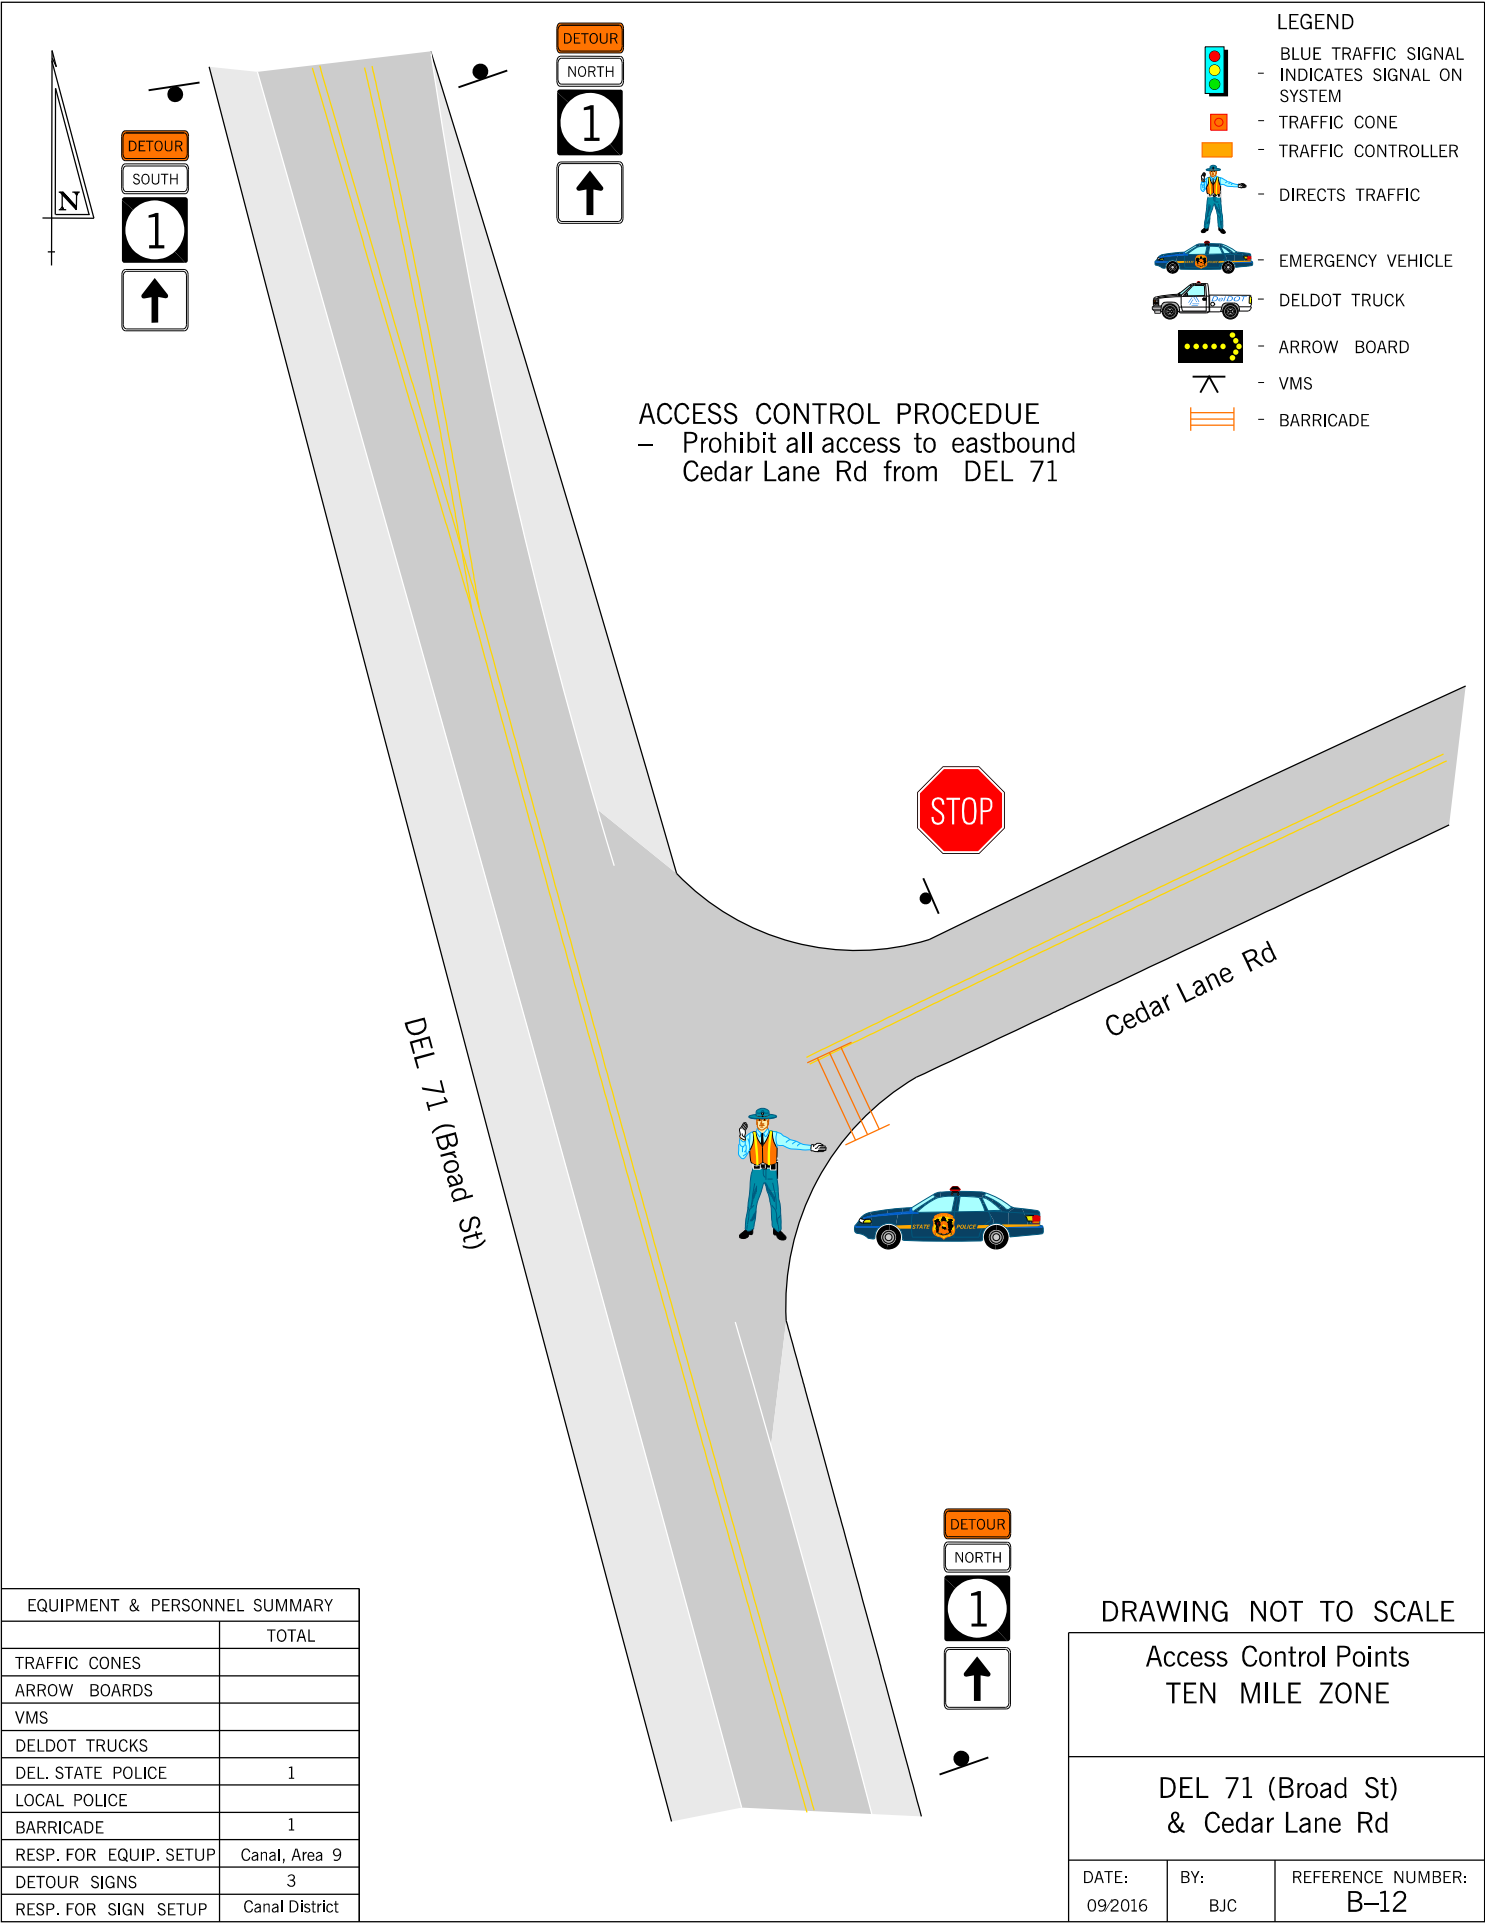 LEGEND
BLUE TRAFFIC SIGNAL
- INDICATES SIGNAL ON
SYSTEM
- TRAFFIC CONE
- TRAFFIC CONTROLLER
- DIRECTS TRAFFIC
- EMERGENCY VEHICLE
DelDOT
- DELDOT TRUCK
- ARROW BOARD
- VMS
- BARRICADE
N
DETOUR
SOUTH
1
DETOUR
NORTH
1
ACCESS CONTROL PROCEDUE
– Prohibit all access to eastbound
Cedar Lane Rd from DEL 71
STOP
Cedar Lane Rd
DEL 71 (Broad St)
STATE POLICE
DETOUR
NORTH
1
EQUIPMENT & PERSONNEL SUMMARY
TOTAL
TRAFFIC CONES
ARROW BOARDS
VMS
DELDOT TRUCKS
DEL. STATE POLICE 1
LOCAL POLICE
BARRICADE 1
RESP. FOR EQUIP. SETUP Canal, Area 9
DETOUR SIGNS 3
RESP. FOR SIGN SETUP Canal District
DRAWING NOT TO SCALE
Access Control Points
TEN MILE ZONE
DEL 71 (Broad St)
& Cedar Lane Rd
DATE: BY: REFERENCE NUMBER:
09/2016 BJC B–12